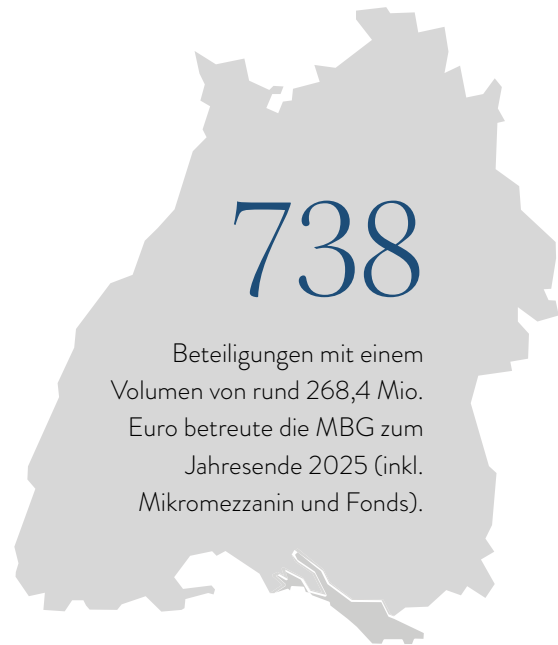 738
Beteiligungen mit einem
Volumen von rund 268,4 Mio.
Euro betreute die MBG zum
Jahresende 2025 (inkl.
Mikromezzanin und Fonds).